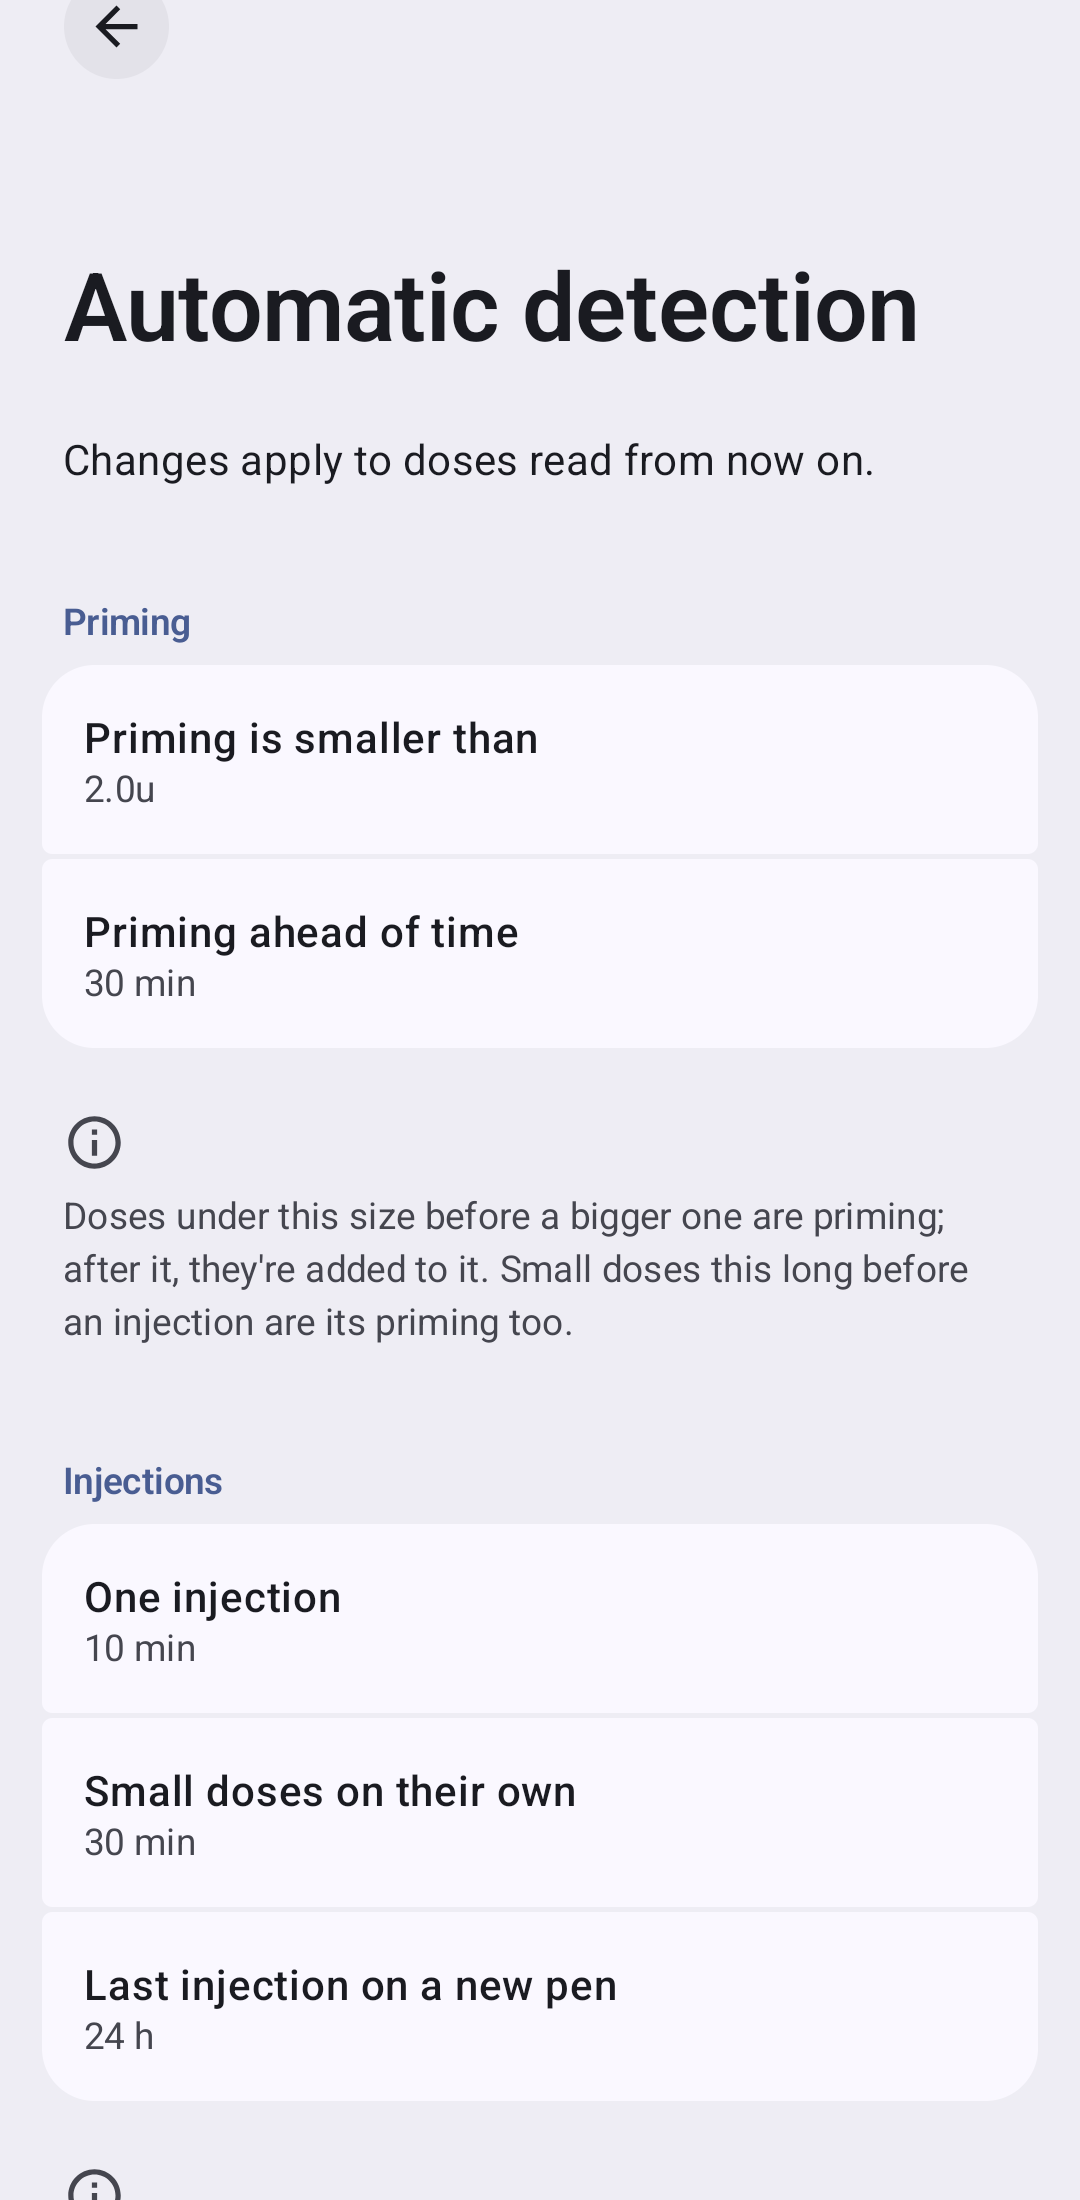 Automatic detection
Changes apply to doses read from now on.
Priming
Priming is smaller than
2.0u
Priming ahead of time
30 min
Doses under this size before a bigger one are priming;
after it, they're added to it. Small doses this long before
an injection are its priming too.
Injections
One injection
10 min
Small doses on their own
30 min
Last injection on a new pen
24 h